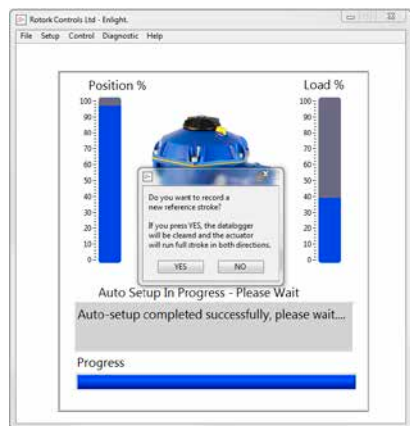 Rotork Controls Ltd - Enlight.
File Setup Control Diagnostic Help
Position % Load %
100 100
90 90
80 80
70 70
60 60
50 50
40 40
30 30
20 20
10 10
0 0
Do you want to record a
new reference stroke?
If you press YES, the datalogger
will be cleared and the actuator
will run full stroke in both directions.
YES NO
Auto Setup In Progress - Please Wait
Auto-setup completed successfully, please wait....
Progress